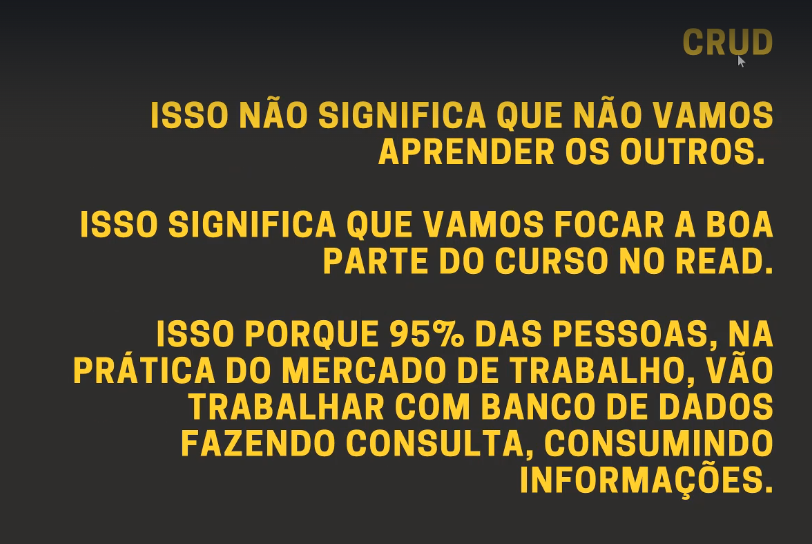 CRUD
ISSO NÃO SIGNIFICA QUE NÃO VAMOS
APRENDER OS OUTROS.
ISSO SIGNIFICA QUE VAMOS FOCAR A BOA
PARTE DO CURSO NO READ.
ISSO PORQUE 95% DAS PESSOAS, NA
PRÁTICA DO MERCADO DE TRABALHO, VÃO
TRABALHAR COM BANCO DE DADOS
FAZENDO CONSULTA, CONSUMINDO
INFORMAÇÕES.